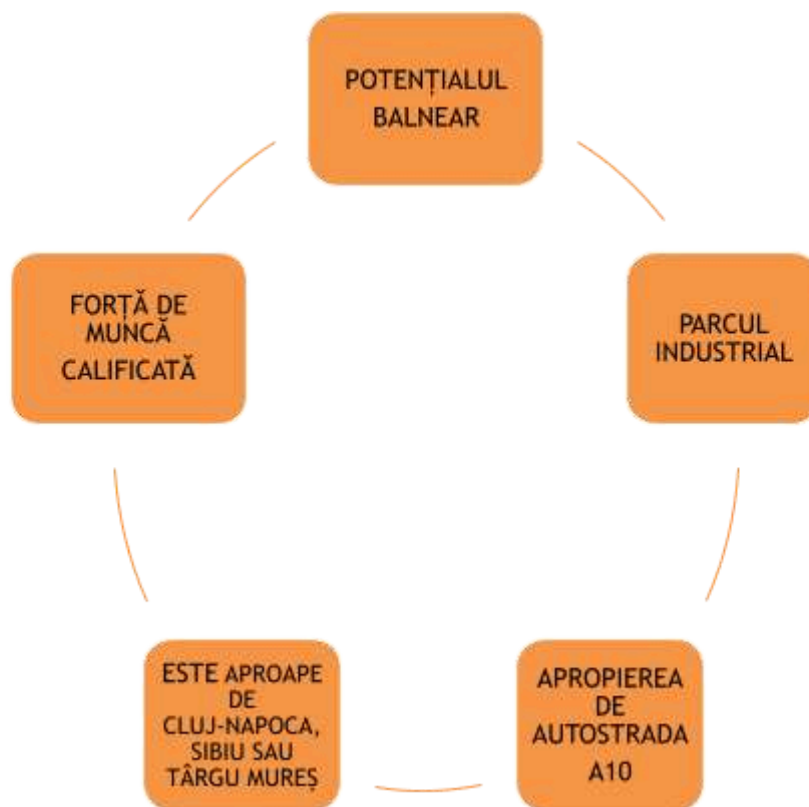 POTENȚIALUL
BALNEAR
FORȚĂ DE
MUNCĂ
CALIFICATĂ
PARCUL
INDUSTRIAL
ESTE APROAPE
DE
CLUJ-NAPOCA,
SIBIU SAU
TÂRGU MUREȘ
APROPIEREA
DE
AUTOSTRADA
A10